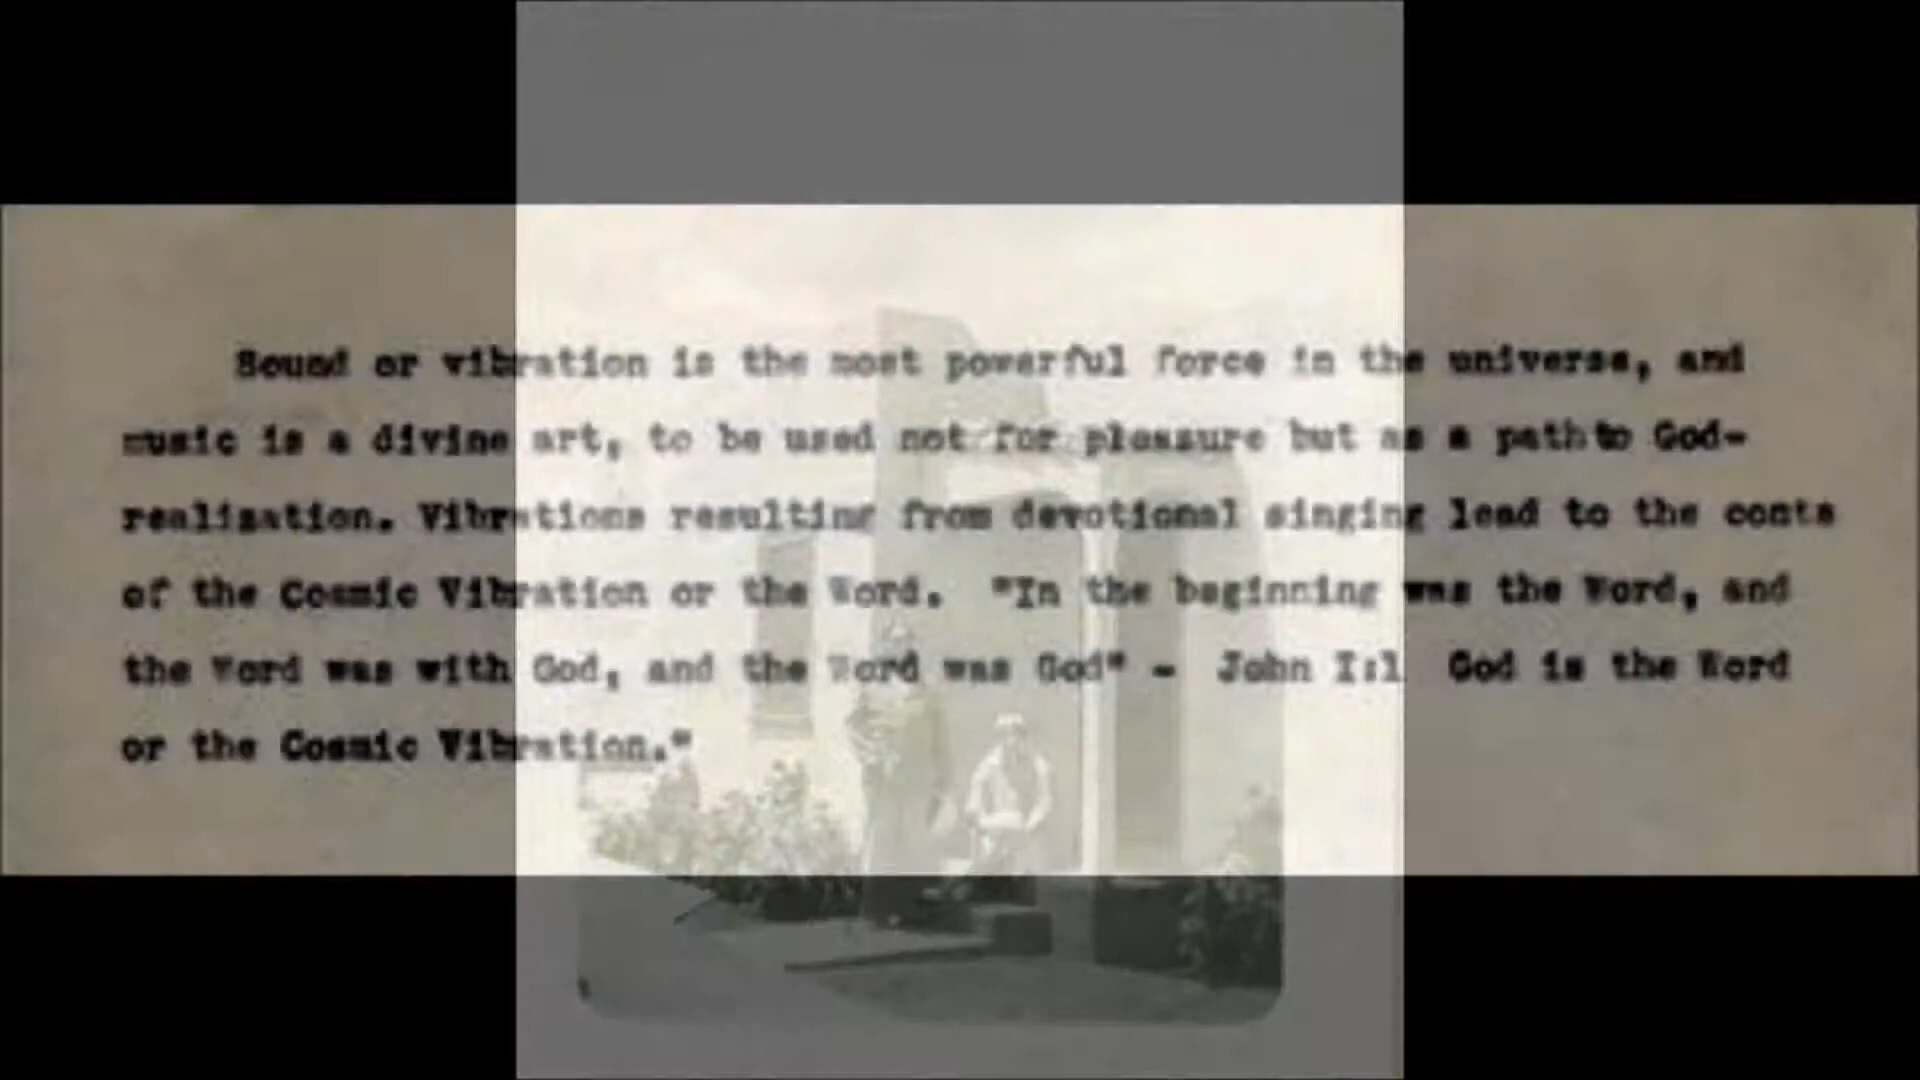 Sound or vibration is the most powerful force in the universe, and
music is a divine art, to be used not for pleasure but as a path to God-
realization. Vibrations resulting from devotional singing lead to the conta
of the Cosmic Vibration or the Word. "In the beginning was the Word, and
the Word was with God, and the Word was God" - John I:1 God is the Word
or the Cosmic Vibration."